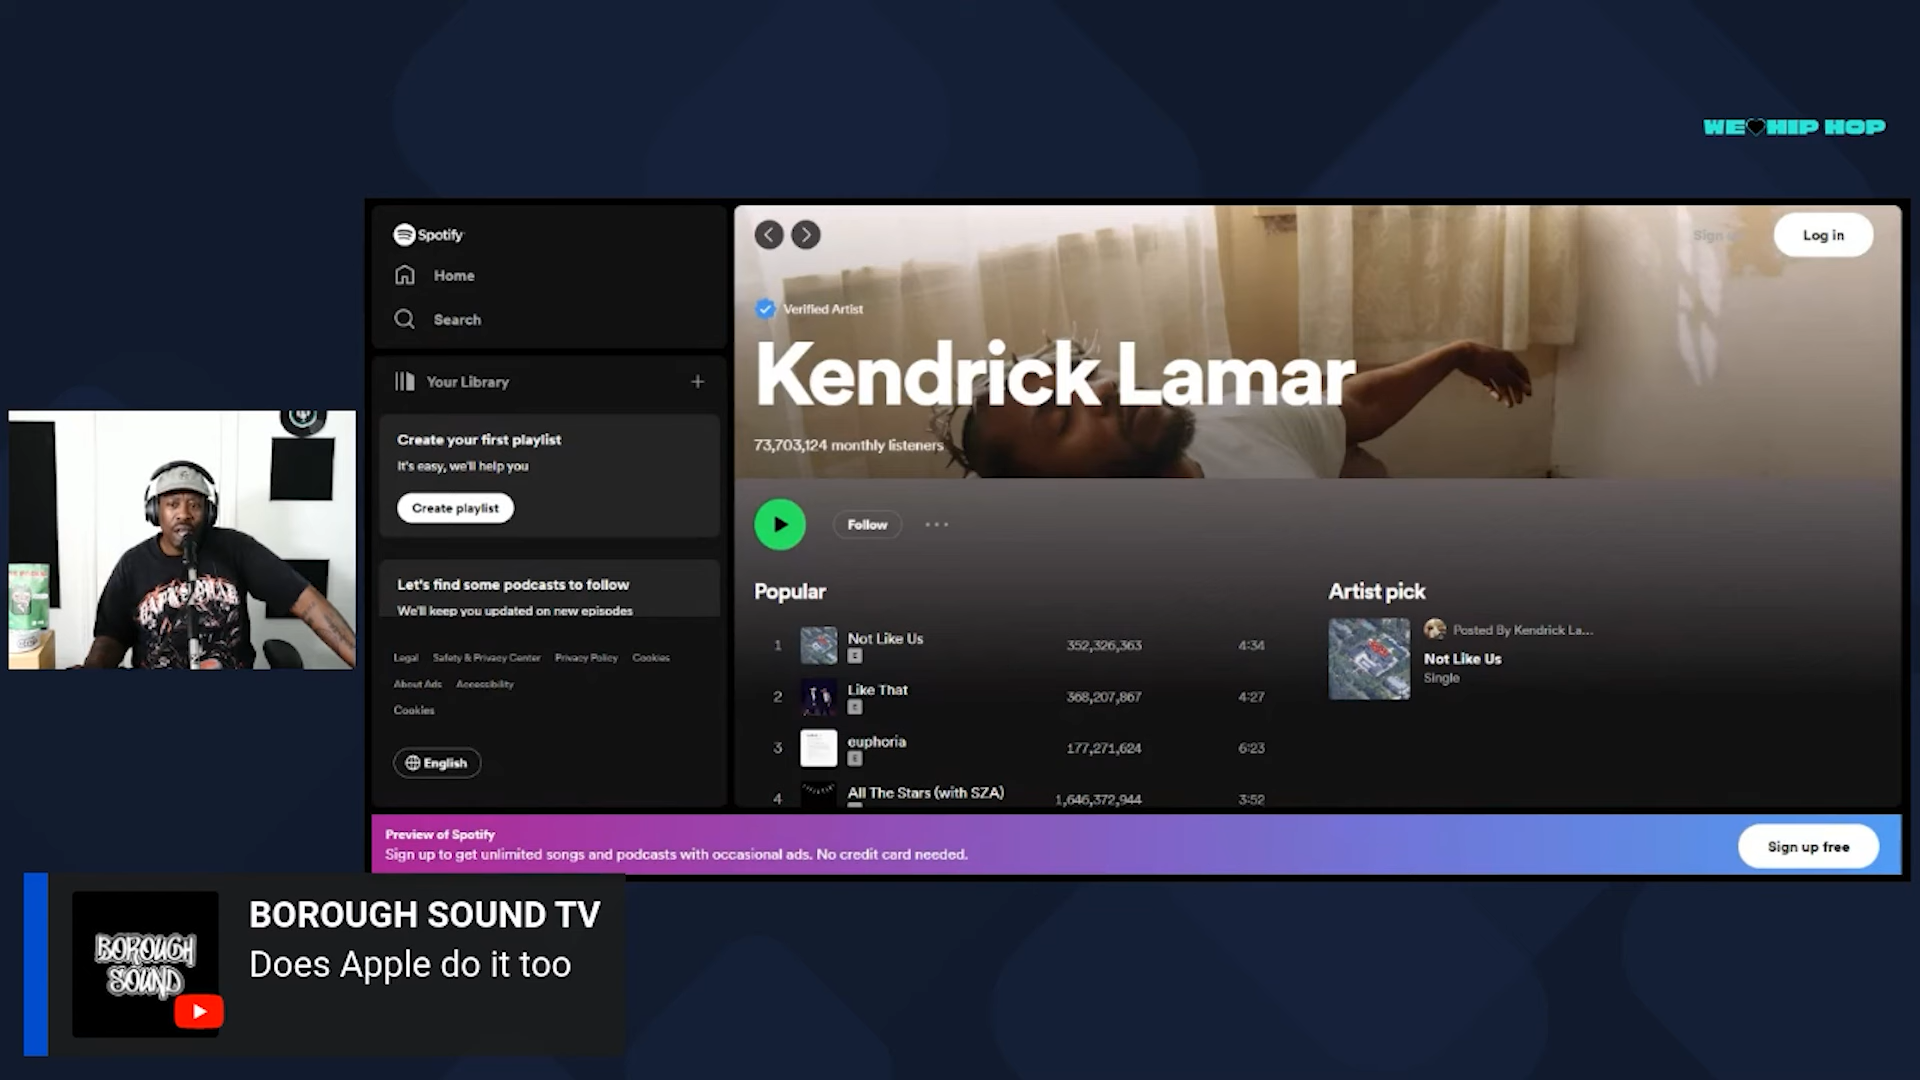 WE HIP HOP
Spotify
Home
Search
Your Library
Create your first playlist
It's easy, we'll help you
Create playlist
Let's find some podcasts to follow
We'll keep you updated on new episodes
Legal Safety & Privacy Center Privacy Policy Cookies
About Ads Accessibility
Cookies
English
Sign
Log in
Verified Artist
Kendrick Lamar
73,703,124 monthly listeners
Follow
Popular
1 Not Like Us 352,326,363 4:34
E
2 Like That 368,207,867 4:27
E
3 euphoria 177,271,624 6:23
E
4 All The Stars (with SZA) 1,646,372,944 3:52
Artist pick
Posted By Kendrick La...
Not Like Us
Single
Preview of Spotify
Sign up to get unlimited songs and podcasts with occasional ads. No credit card needed.
Sign up free
BOROUGH SOUND
BOROUGH SOUND TV
Does Apple do it too